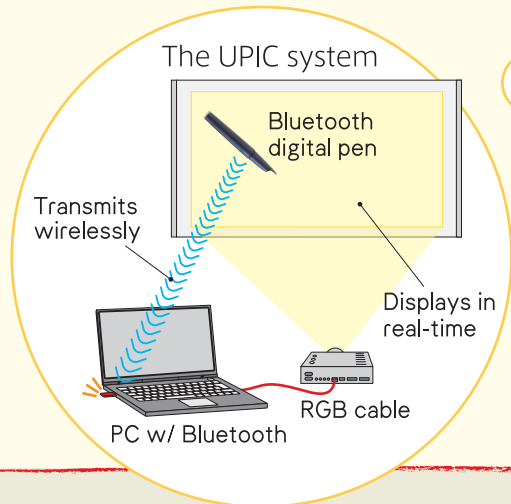 The UPIC system
Bluetooth
digital pen
Transmits
wirelessly
Displays in
real-time
RGB cable
PC w/ Bluetooth